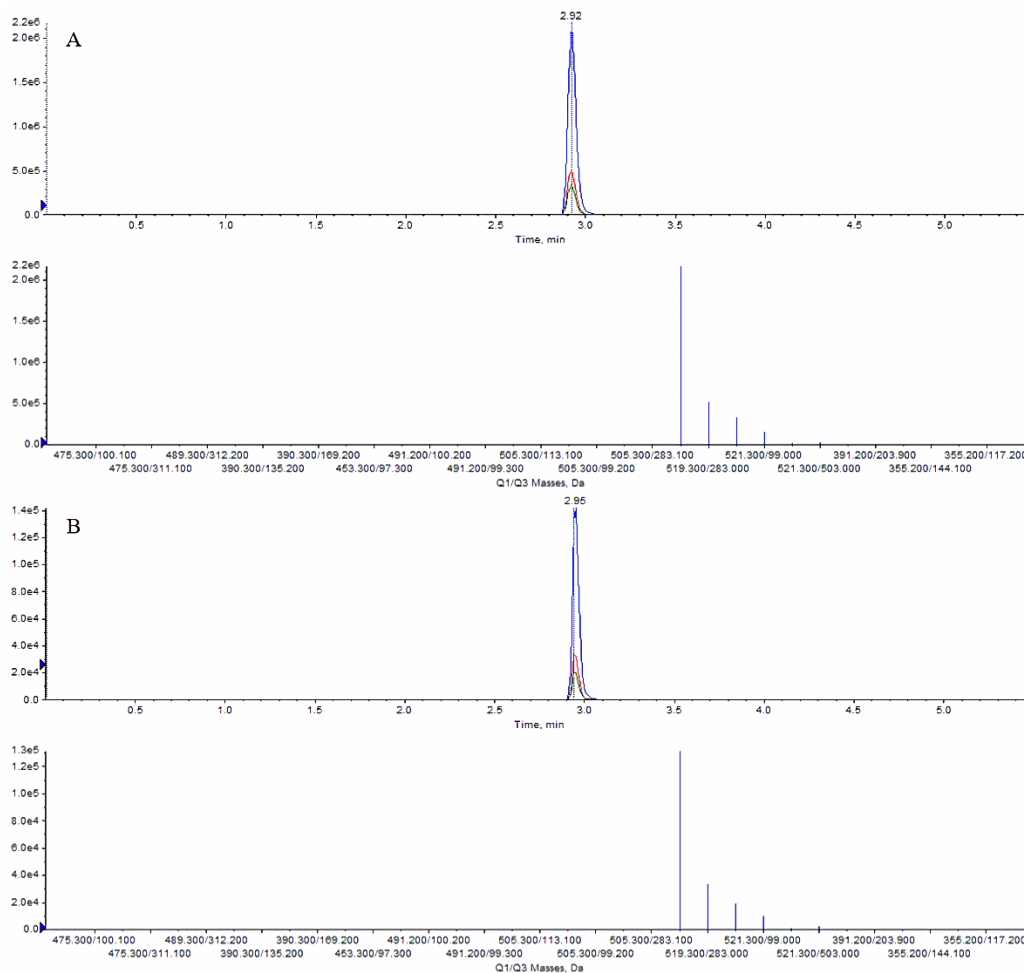 2.92
2.2e6
2.0e6
A
1.5e6
1.0e6
5.0e5
0.0
0.5 1.0 1.5 2.0 2.5 3.0 3.5 4.0 4.5 5.0
Time, min
2.2e6
2.0e6
1.5e6
1.0e6
5.0e5
0.0
475.300/100.100 489.300/312.200 390.300/169.200 491.200/100.200 506.300/113.100 505.300/283.100 521.300/99.000 391.200/203.900 355.200/117.200
475.300/311.100 390.300/135.200 463.300/97.300 491.200/99.300 505.300/99.200 519.300/283.000 521.300/503.000 355.200/144.100
Q1/Q3 Masses, Da
2.95
1.4e5
B
1.2e5
1.0e5
8.0e4
6.0e4
4.0e4
2.0e4
0.0
0.5 1.0 1.5 2.0 2.5 3.0 3.5 4.0 4.5 5.0
Time, min
1.3e5
1.2e5
1.0e5
8.0e4
6.0e4
4.0e4
2.0e4
0.0
475.300/100.100 489.300/312.200 390.300/169.200 491.200/100.200 506.300/113.100 505.300/283.100 521.300/99.000 391.200/203.900 355.200/117.200
475.300/311.100 390.300/135.200 453.300/97.300 491.200/99.300 505.300/99.200 519.300/283.000 521.300/503.000 355.200/144.100
Q1/Q3 Masses, Da